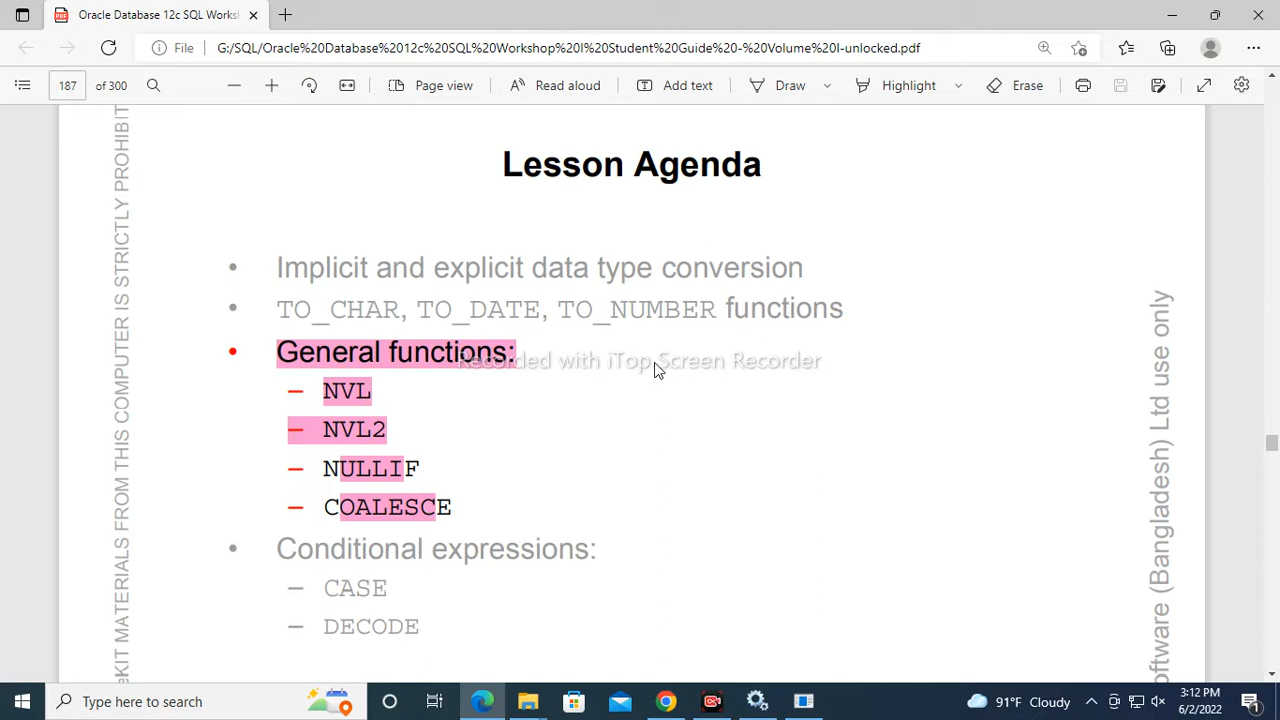 Oracle Database 12c SQL Worksh
File
G:/SQL/Oracle%20Database%2012c%20SQL%20Workshop%20I%20Student%20Guide%20-%20Volume%20I-unlocked.pdf
187 of 300
Page view
Read aloud
Add text
Draw
Highlight
Erase
KIT MATERIALS FROM THIS COMPUTER IS STRICTLY PROHIBIT
Lesson Agenda
• Implicit and explicit data type conversion
• TO_CHAR, TO_DATE, TO_NUMBER functions
• General functions:
Recorded with iTop Screen Recorder
– NVL
– NVL2
– NULLIF
– COALESCE
• Conditional expressions:
– CASE
– DECODE
oftware (Bangladesh) Ltd use only
Type here to search
91°F Cloudy
3:12 PM
6/2/2022
1